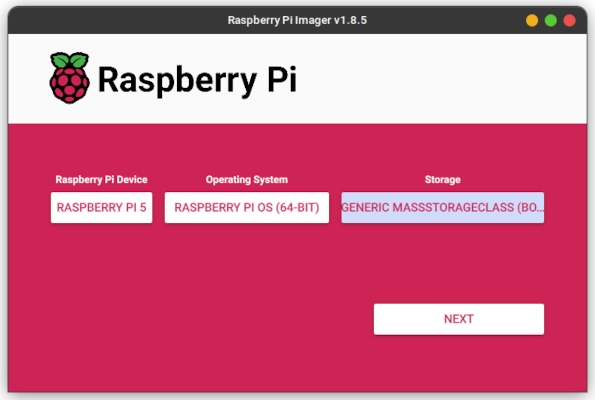 Raspberry Pi Imager v1.8.5
Raspberry Pi
Raspberry Pi Device Operating System Storage
RASPBERRY PI 5 RASPBERRY PI OS (64-BIT) GENERIC MASSSTORAGECLASS (BO...
NEXT